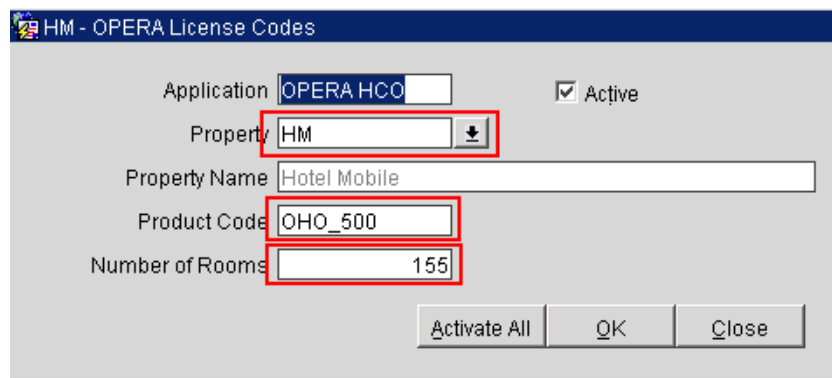 HM - OPERA License Codes
Application OPERA HCO Active
Property HM
Property Name Hotel Mobile
Product Code OHO_500
Number of Rooms 155
Activate All OK Close